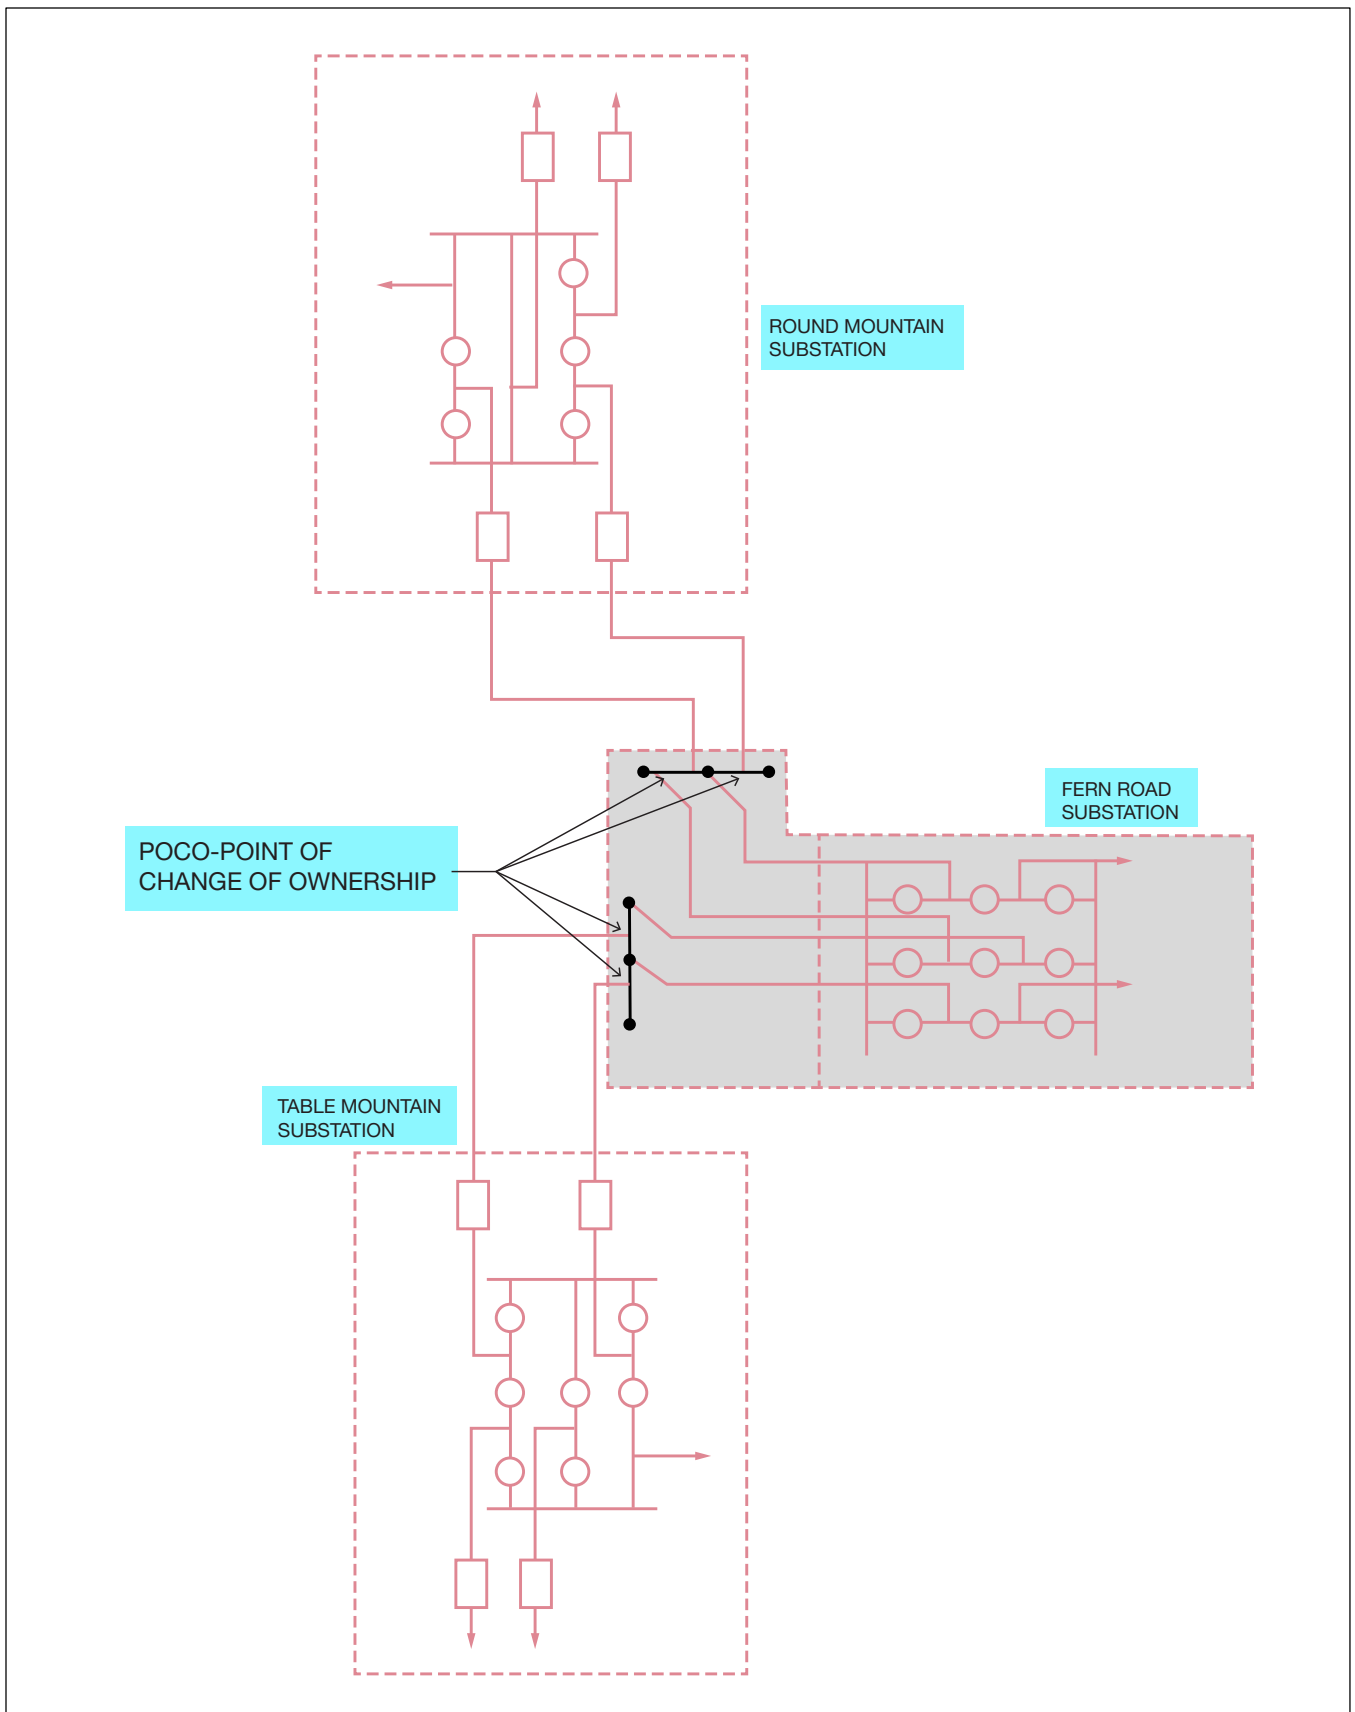 ROUND MOUNTAIN
SUBSTATION
FERN ROAD
SUBSTATION
POCO-POINT OF
CHANGE OF OWNERSHIP
TABLE MOUNTAIN
SUBSTATION